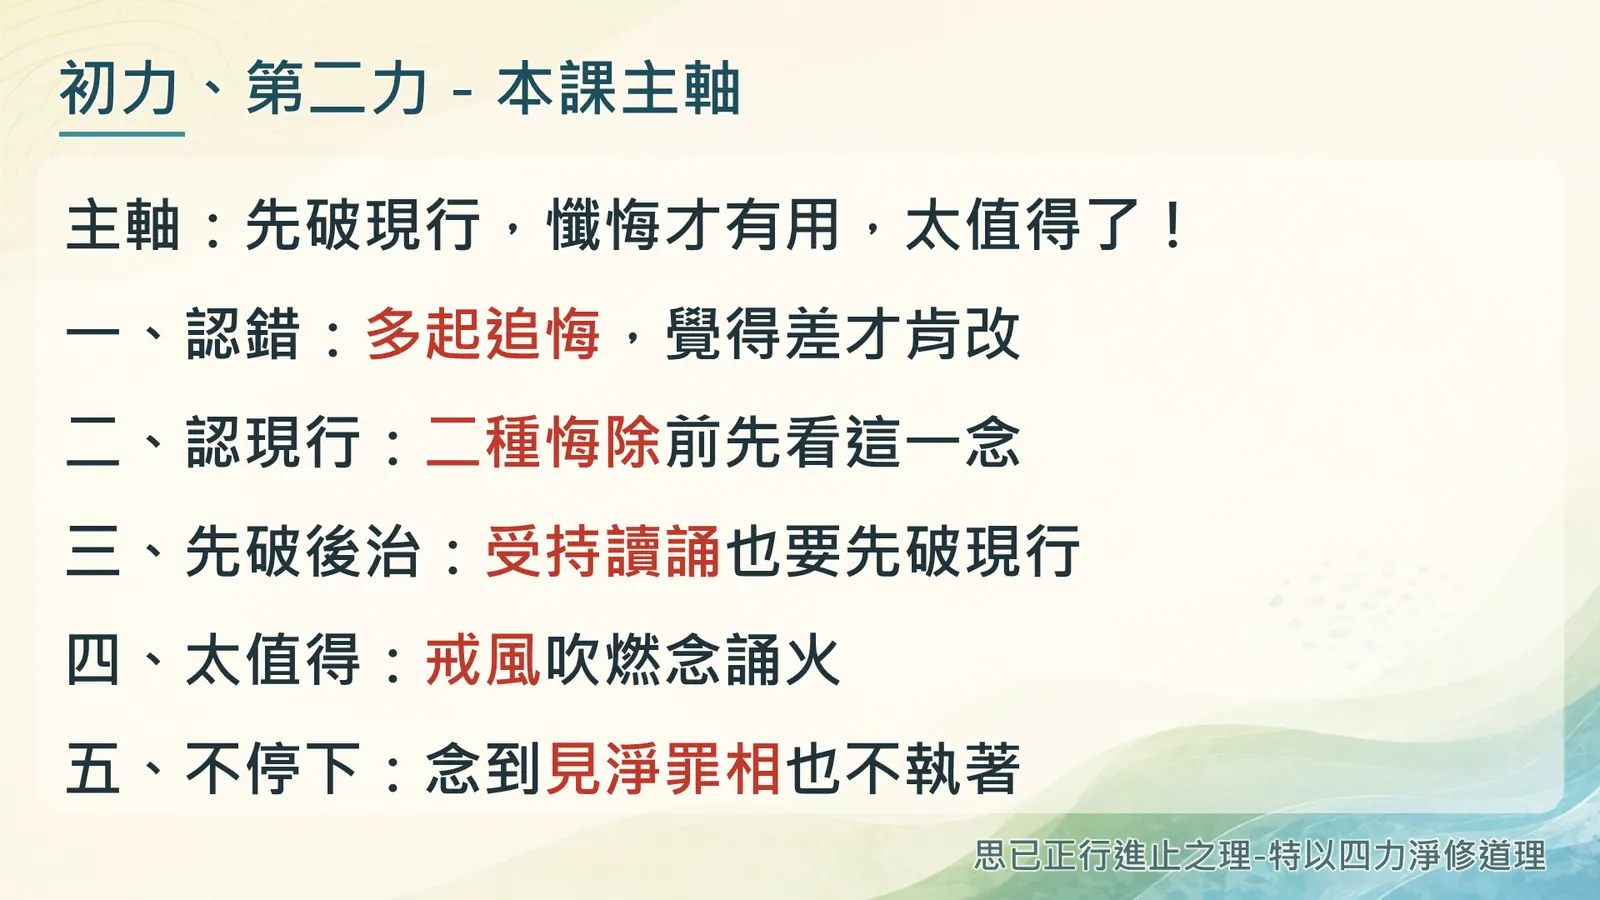 初力、第二力 - 本課主軸
主軸：先破現行，懺悔才有用，太值得了！
一、認錯：多起追悔，覺得差才肯改
二、認現行：二種悔除前先看這一念
三、先破後治：受持讀誦也要先破現行
四、太值得：戒風吹燃念誦火
五、不停下：念到見淨罪相也不執著
思已正行進止之理-特以四力淨修道理